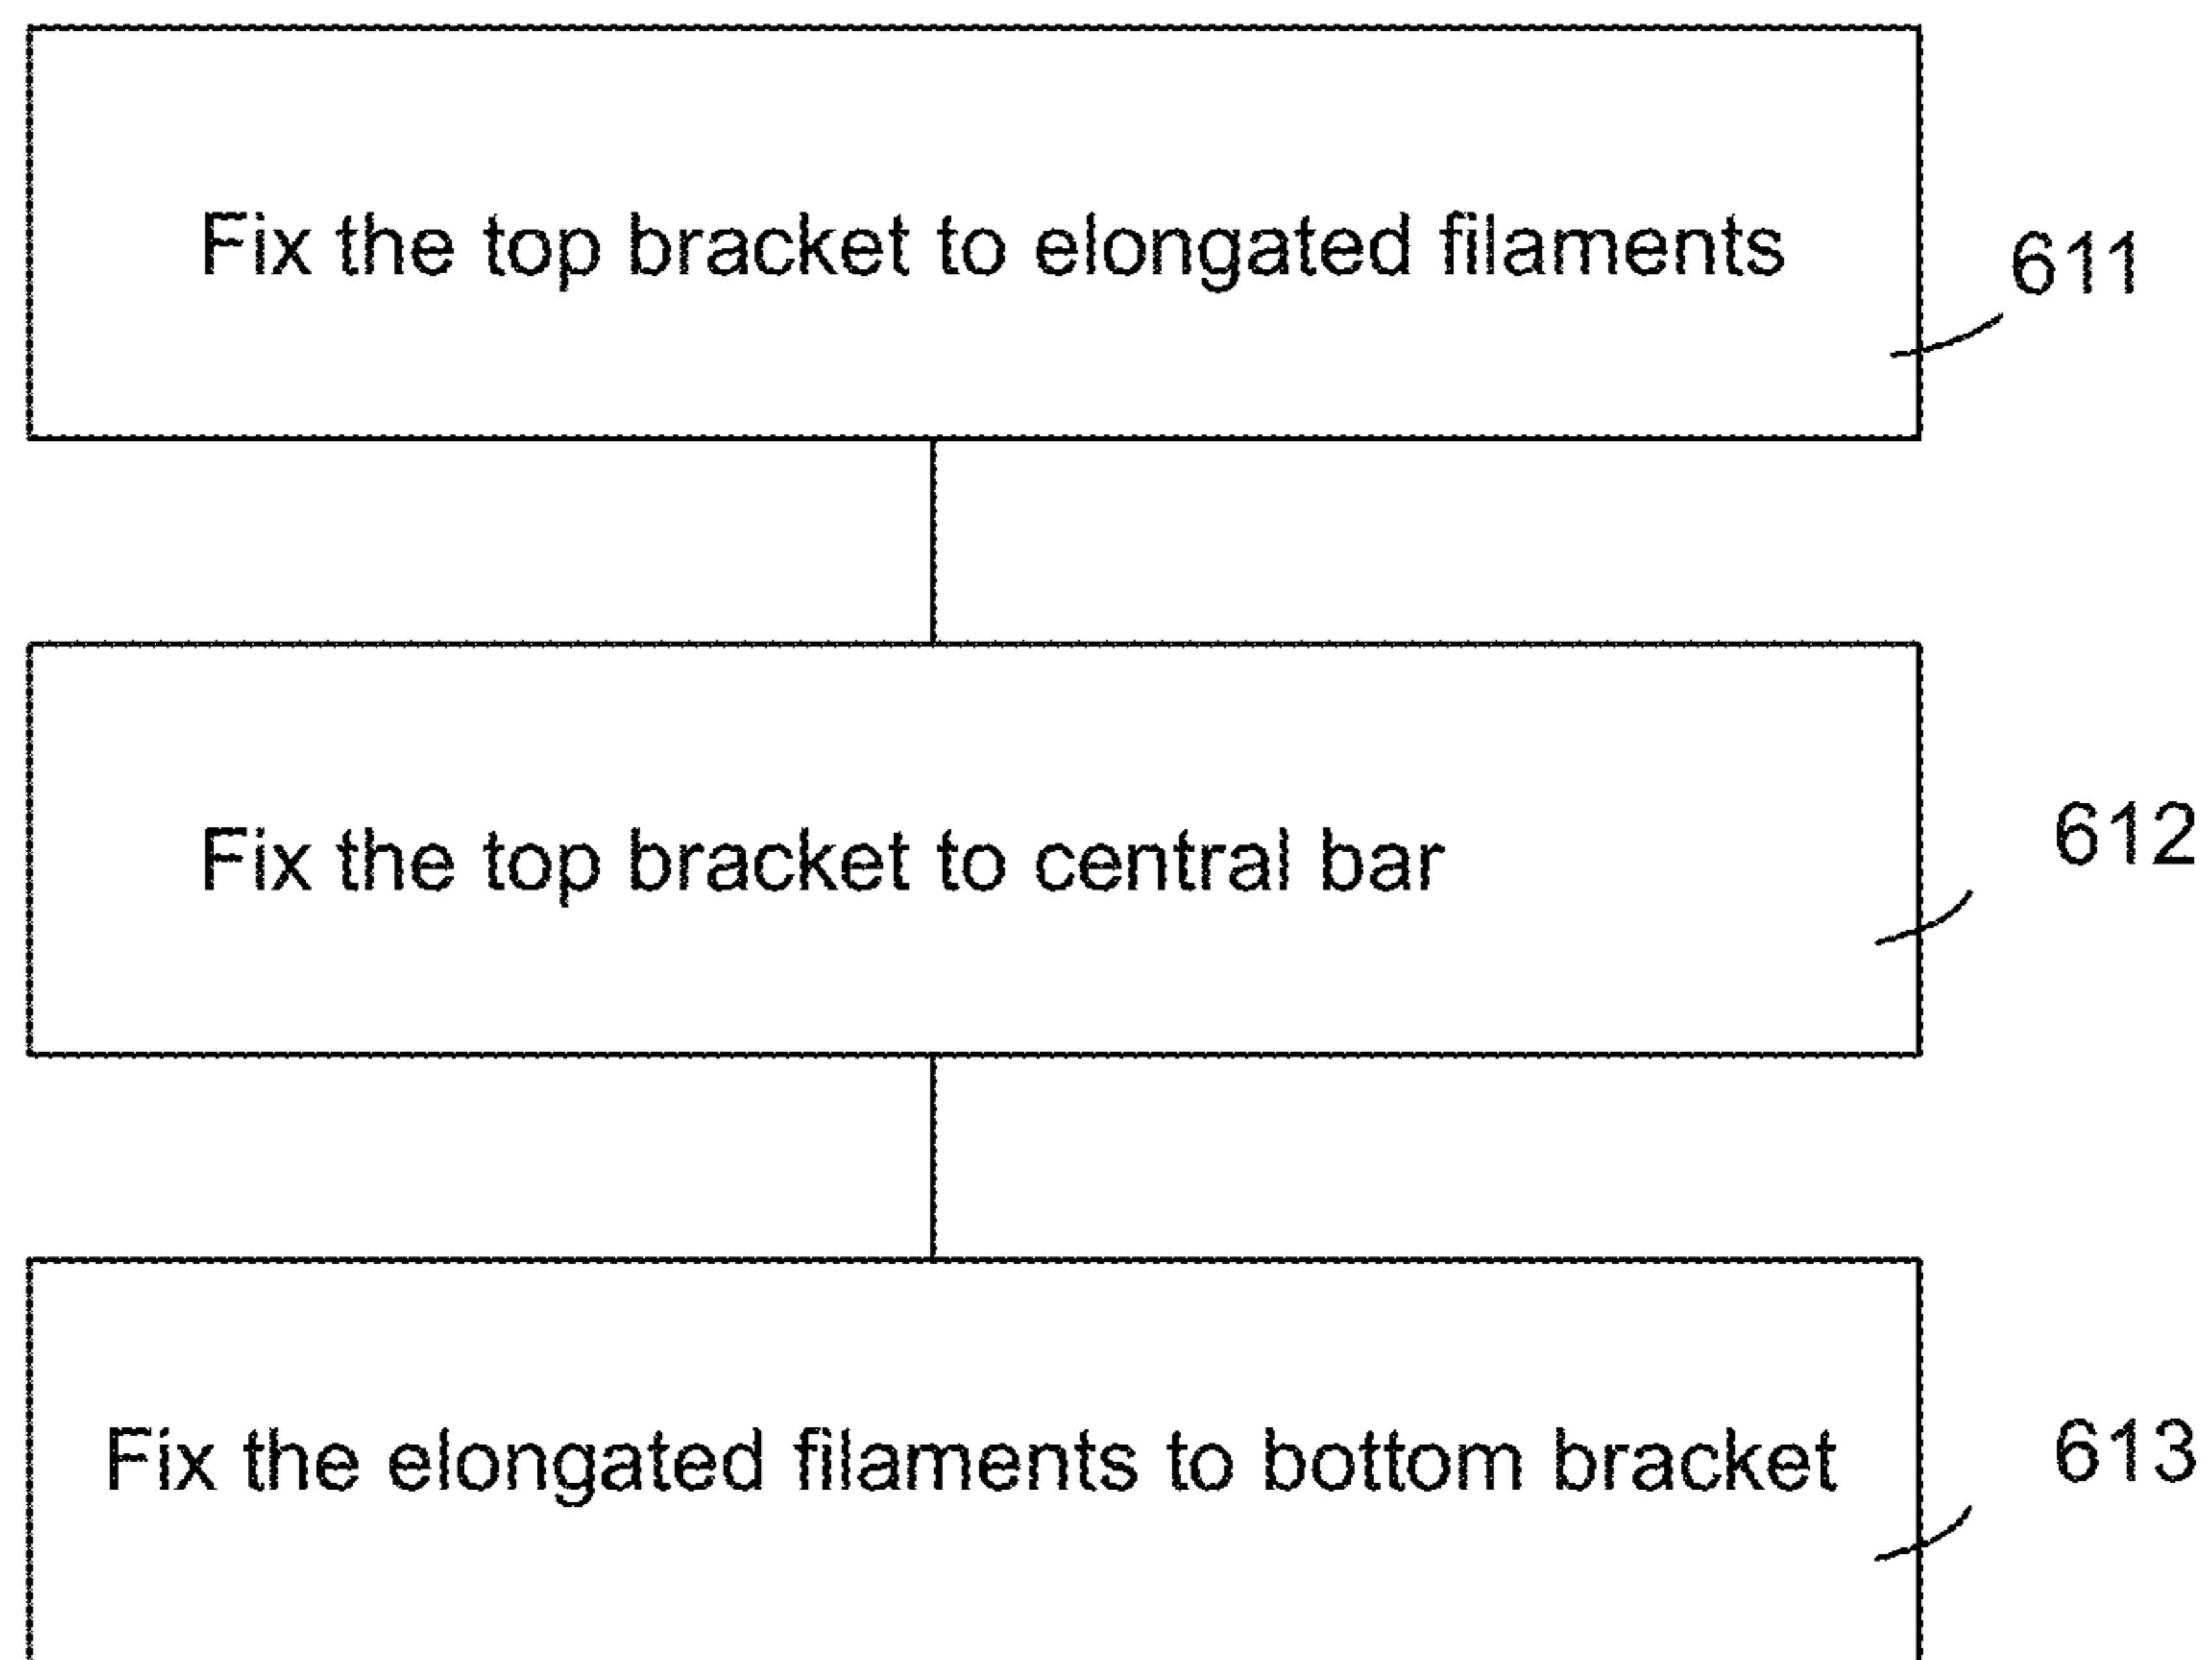 Fix the top bracket to elongated filaments
611
Fix the top bracket to central bar
612
Fix the elongated filaments to bottom bracket
613